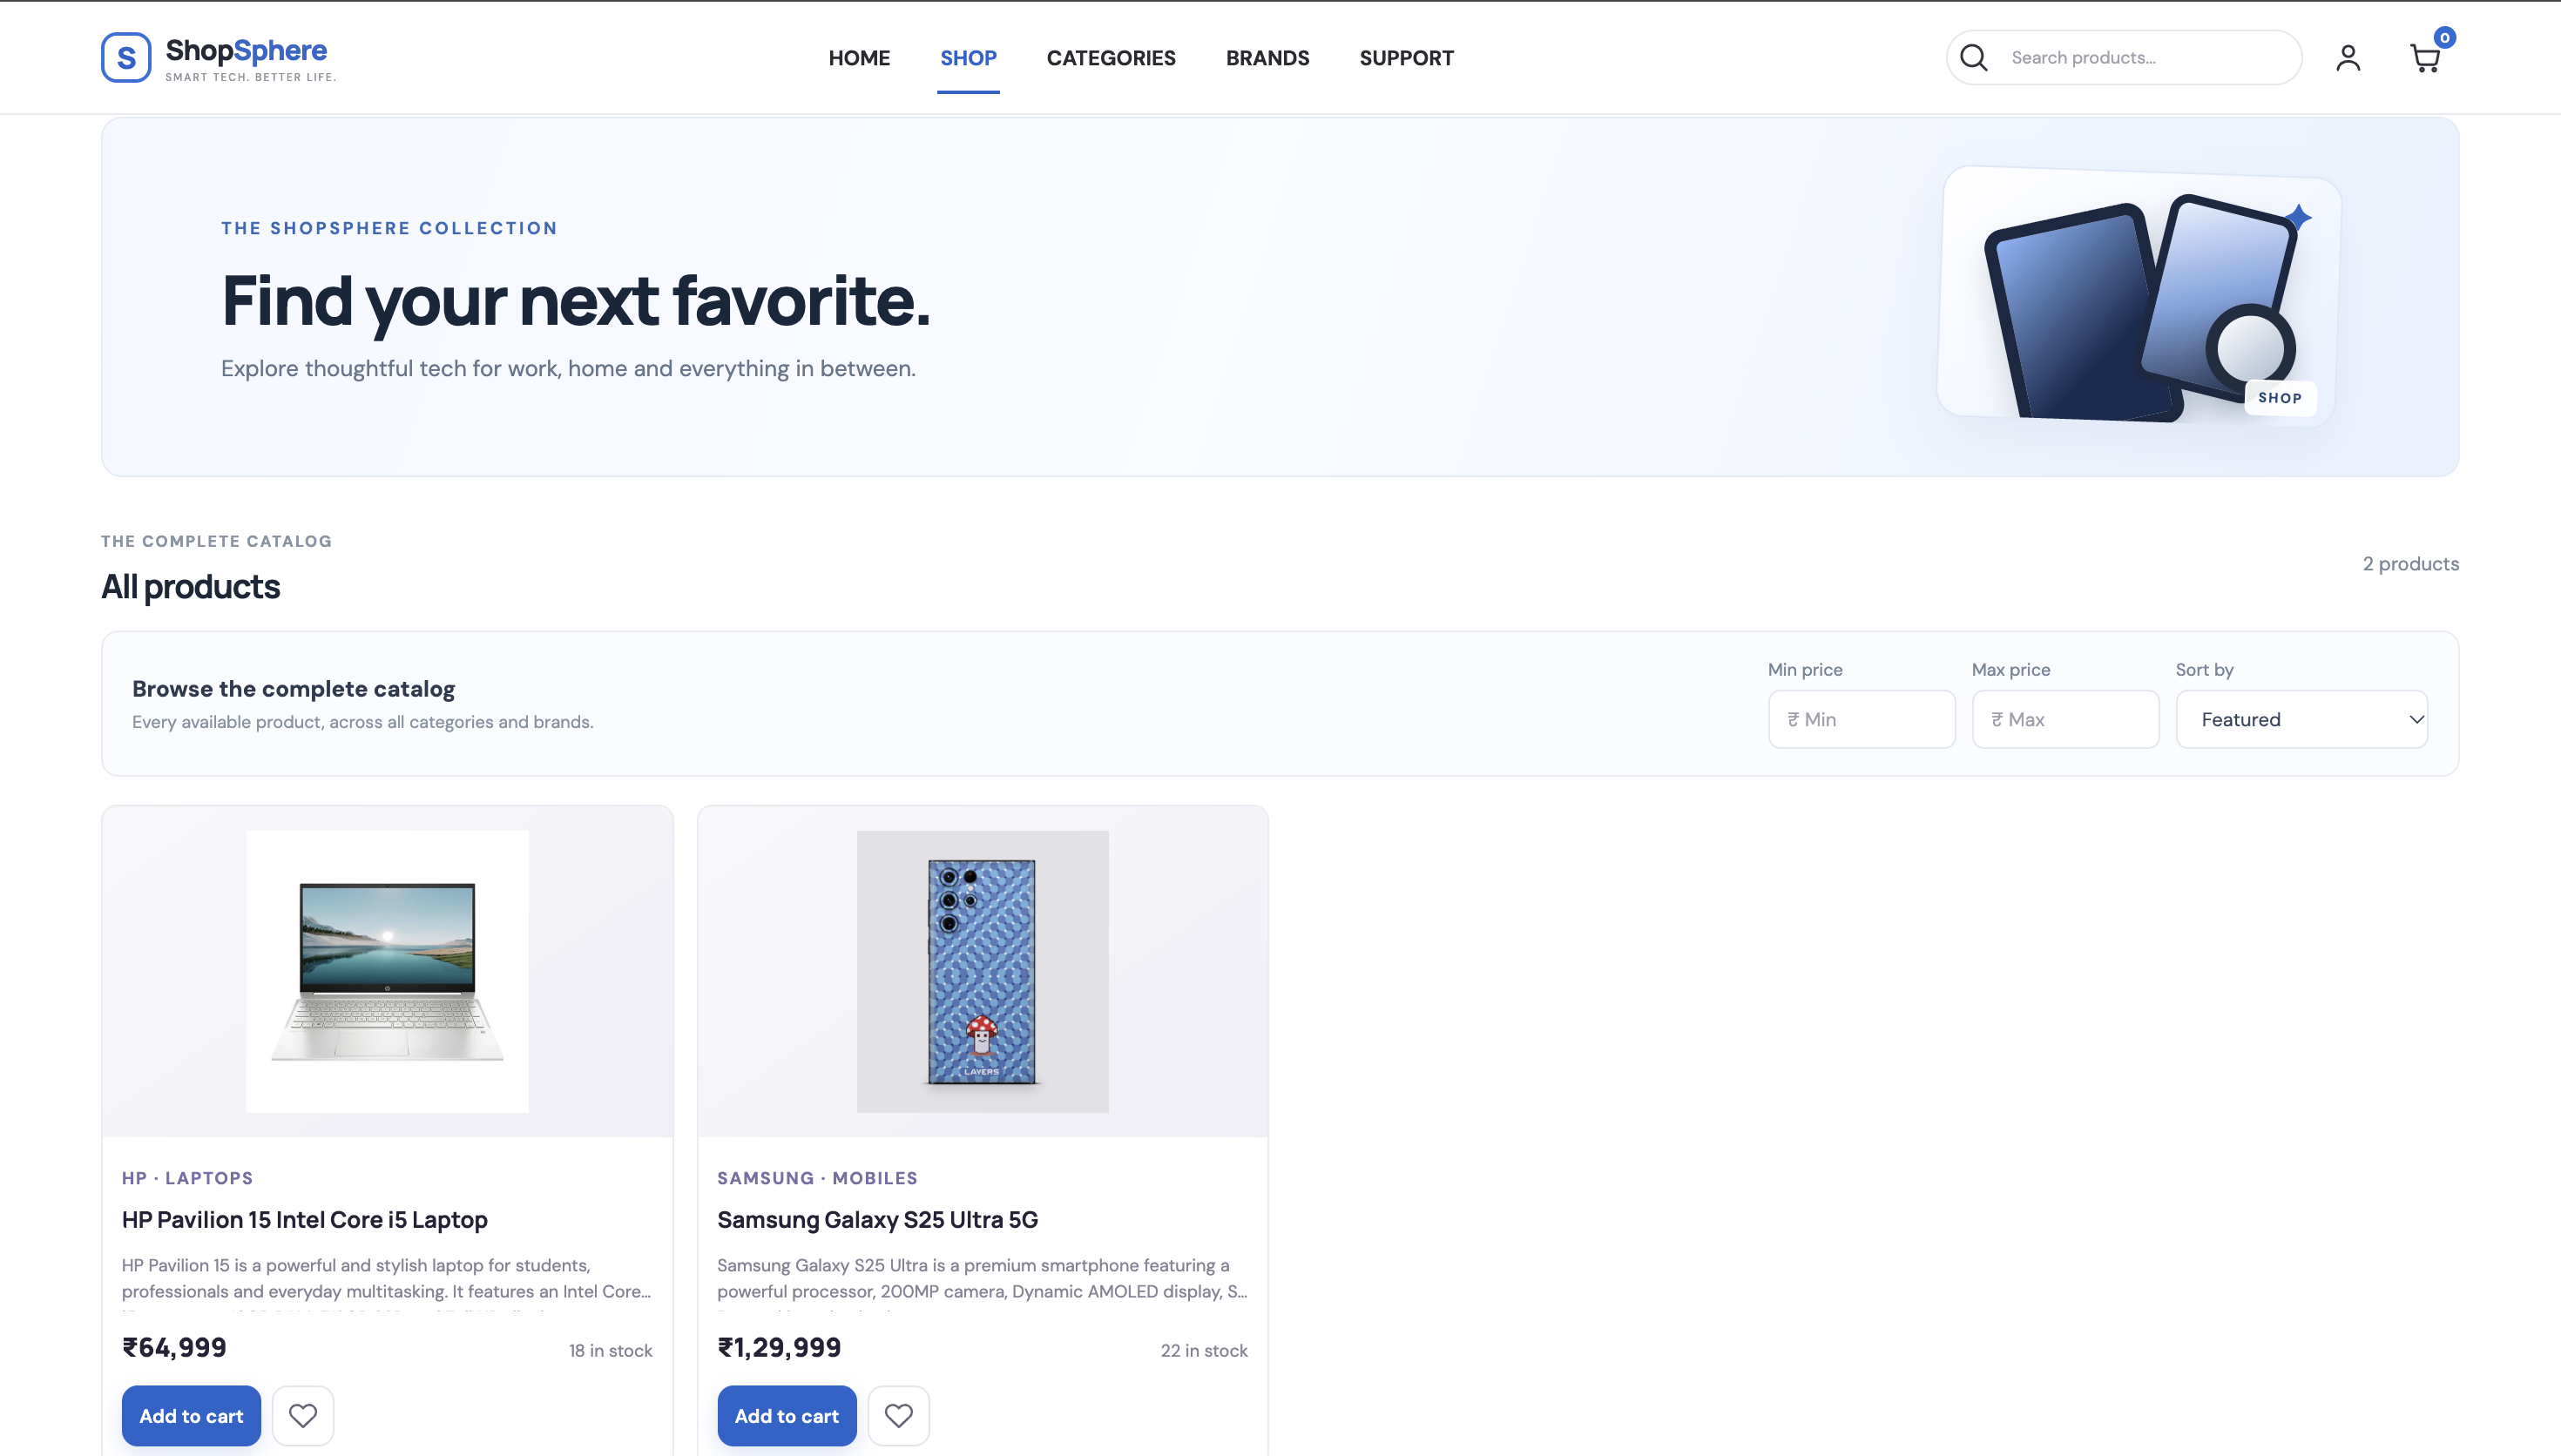 S
ShopSphere
SMART TECH. BETTER LIFE.
HOME
SHOP
CATEGORIES
BRANDS
SUPPORT
Search products...
0
THE SHOPSPHERE COLLECTION
Find your next favorite.
Explore thoughtful tech for work, home and everything in between.
SHOP
THE COMPLETE CATALOG
All products
2 products
Browse the complete catalog
Every available product, across all categories and brands.
Min price
₹ Min
Max price
₹ Max
Sort by
Featured
LAYERS
HP · LAPTOPS
HP Pavilion 15 Intel Core i5 Laptop
HP Pavilion 15 is a powerful and stylish laptop for students,
professionals and everyday multitasking. It features an Intel Core...
₹64,999
18 in stock
Add to cart
SAMSUNG · MOBILES
Samsung Galaxy S25 Ultra 5G
Samsung Galaxy S25 Ultra is a premium smartphone featuring a
powerful processor, 200MP camera, Dynamic AMOLED display, S...
₹1,29,999
22 in stock
Add to cart